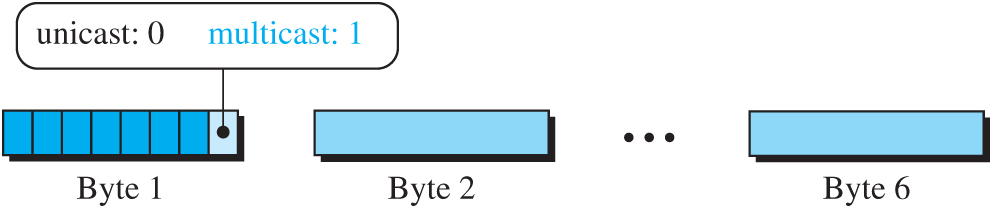 unicast: 0 multicast: 1
Byte 1 Byte 2 ... Byte 6